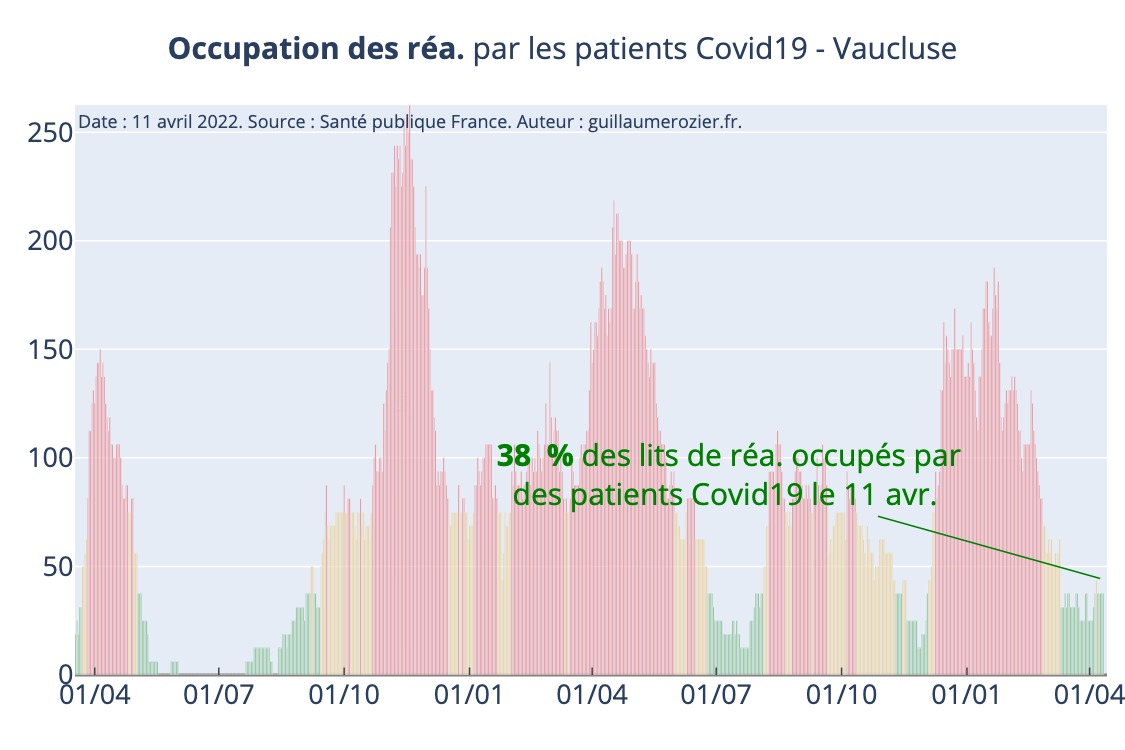 Occupation des réa. par les patients Covid19 - Vaucluse
Date : 11 avril 2022. Source : Santé publique France. Auteur : guillaumerozier.fr.
250
200
150
100
50
0
38 % des lits de réa. occupés par
des patients Covid19 le 11 avr.
01/04 01/07 01/10 01/01 01/04 01/07 01/10 01/01 01/04